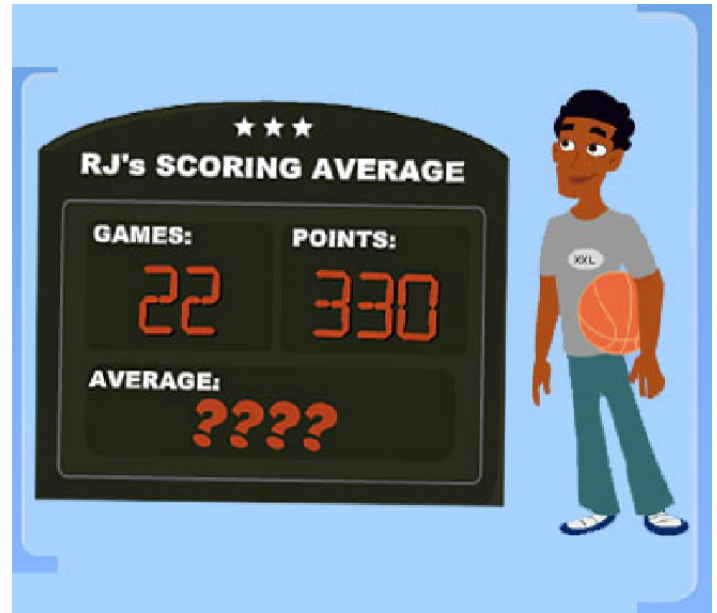 RJ's SCORING AVERAGE
GAMES:
22
POINTS:
330
AVERAGE:
????
XXL